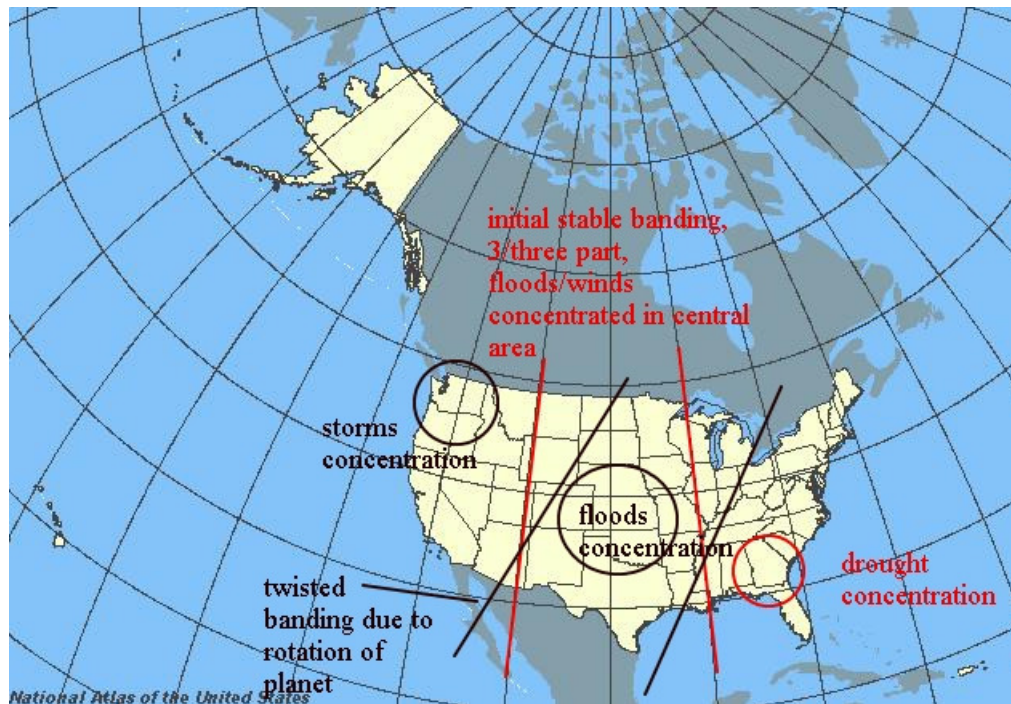 initial stable banding,
3/three part,
floods/winds
concentrated in central
area
storms
concentration
floods
concentration
drought
concentration
twisted
banding due to
rotation of
planet
National Atlas of the United States